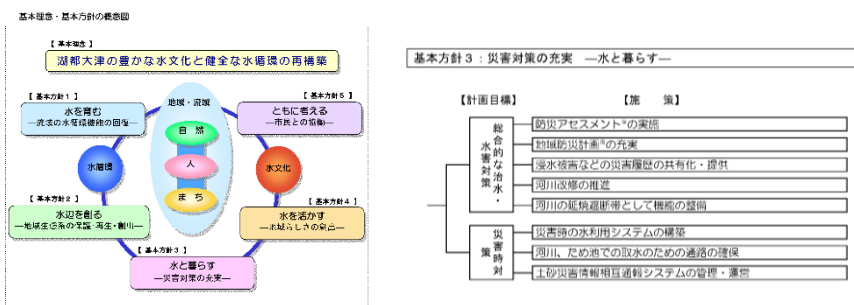 基本理念・基本方針の概念図
【 基本理念 】
湖都大津の豊かな水文化と健全な水循環の再構築
【 基本方針1 】
水を育む
―流域の水循環機能の回復―
地域・流域
【 基本方針5 】
ともに考える
―市民との協働―
自 然
人
ま ち
水循環
水文化
【 基本方針2 】
水辺を創る
―地域生態系の保護・再生・創出―
【 基本方針4 】
水を活かす
【 基本方針3 】
水と暮らす
―災害対策の充実―
基本方針3:災害対策の充実 ―水と暮らす―
【計画目標】
【施 策】
総合的な治水・
水害対策
防災アセスメント※の実施
地域防災計画※の充実
浸水被害などの災害履歴の共有化・提供
河川改修の推進
河川の延焼遮断帯として機能の整備
災害時対
策
災害時の水利用システムの構築
河川、ため池での取水のための通路の確保
土砂災害情報相互通報システムの管理・運営